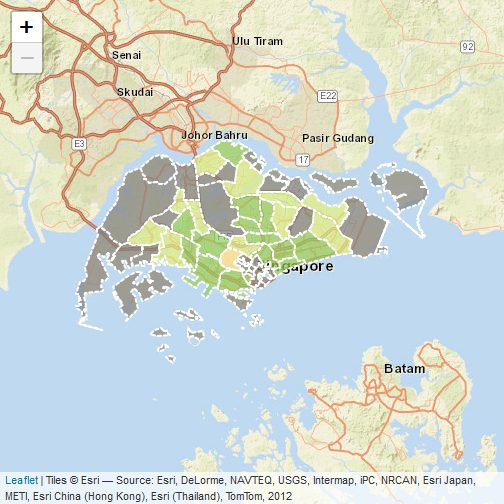 +
−
Ulu Tiram
Senai
92
Skudai
E22
Johor Bahru
Pasir Gudang
E3
17
ngapore
Batam
Leaflet | Tiles © Esri — Source: Esri, DeLorme, NAVTEQ, USGS, Intermap, iPC, NRCAN, Esri Japan,
METI, Esri China (Hong Kong), Esri (Thailand), TomTom, 2012